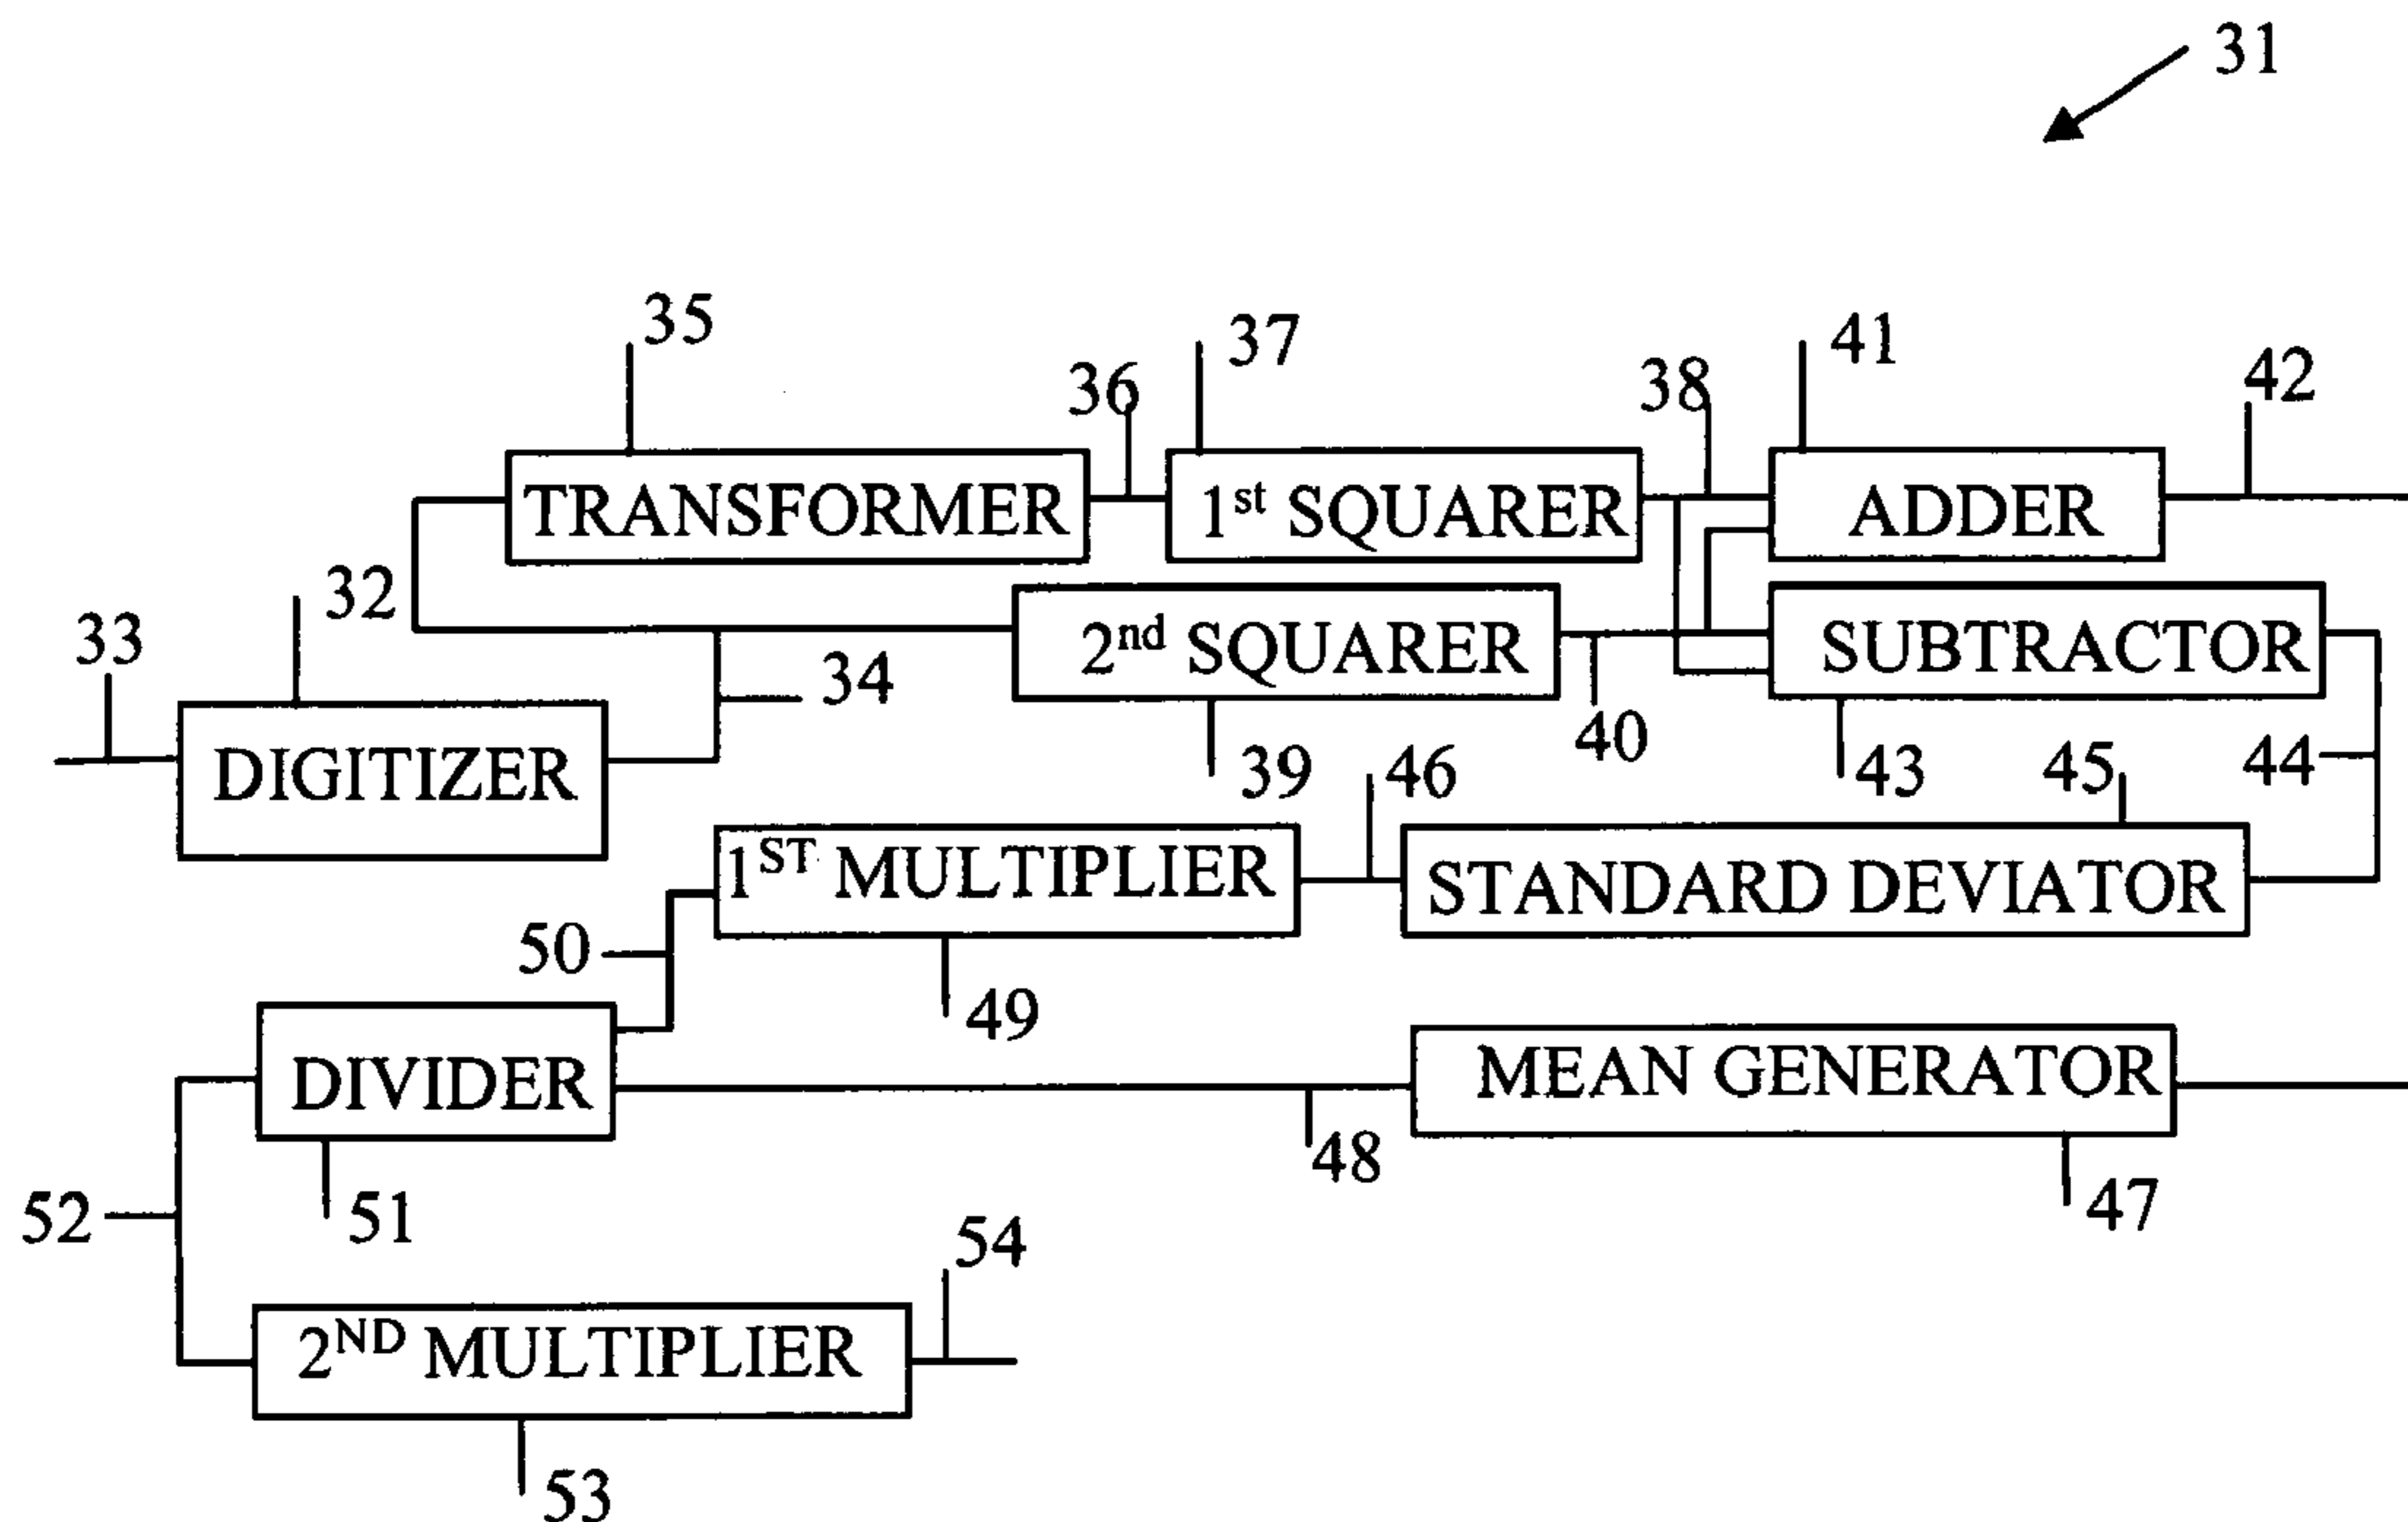 31
35
37
41
36
38
42
TRANSFORMER
1st SQUARER
ADDER
32
33
2nd SQUARER
SUBTRACTOR
34
40
DIGITIZER
39
46
43
45
44
1ST MULTIPLIER
STANDARD DEVIATOR
50
49
DIVIDER
MEAN GENERATOR
48
52
51
47
54
2ND MULTIPLIER
53